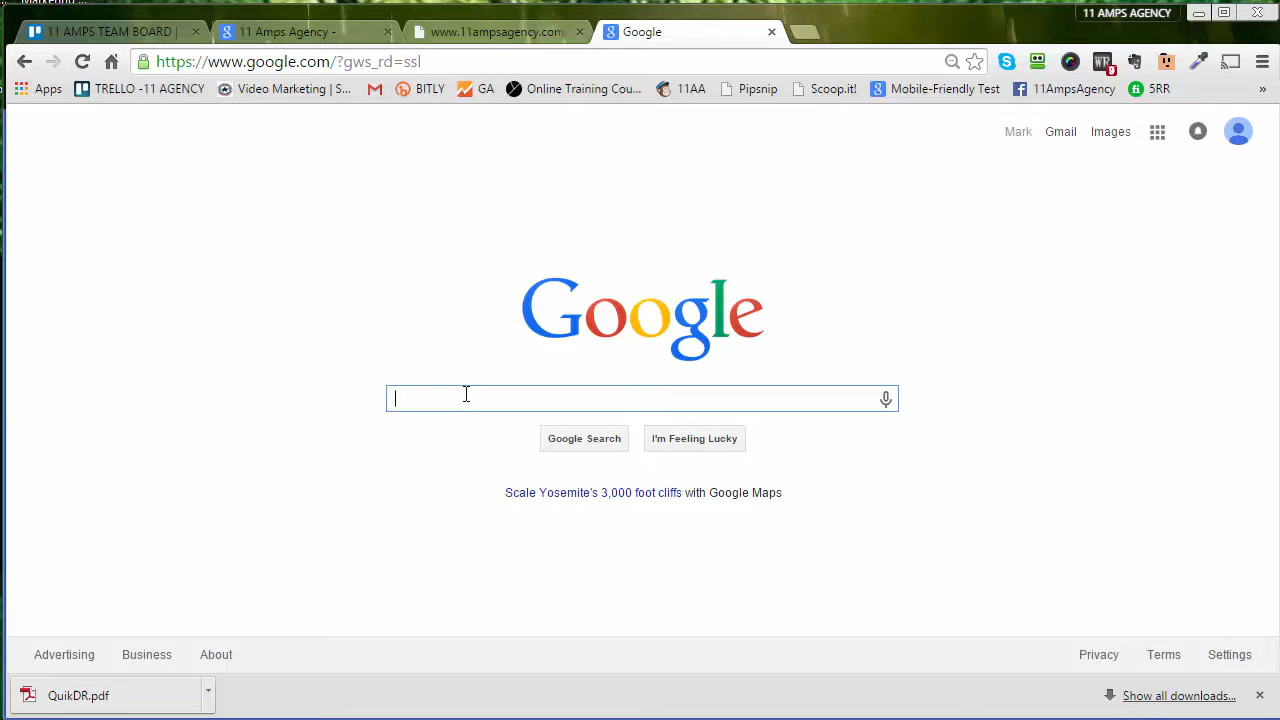 11 AMPS AGENCY
11 AMPS TEAM BOARD |
11 Amps Agency -
www.11ampsagency.com
Google
https://www.google.com/?gws_rd=ssl
9
Apps
TRELLO -11 AGENCY
Video Marketing | S...
BITLY
GA
Online Training Cou...
11AA
Pipsnip
Scoop.it!
Mobile-Friendly Test
11AmpsAgency
5RR
»
Mark Gmail Images
Google
Google Search
I'm Feeling Lucky
Scale Yosemite's 3,000 foot cliffs with Google Maps
Advertising Business About
Privacy Terms Settings
QuikDR.pdf
Show all downloads...